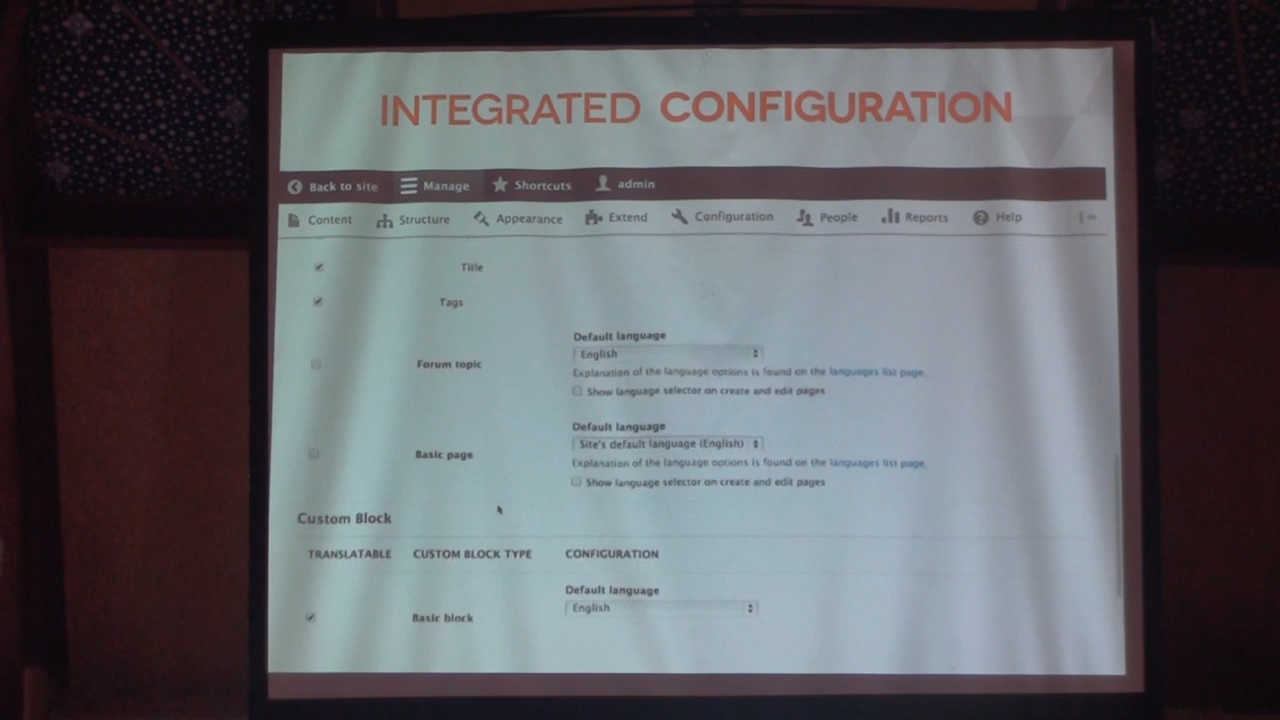 INTEGRATED CONFIGURATION
Back to site Manage Shortcuts admin
Content Structure Appearance Extend Configuration People Reports Help
Title
Tags
Default language
English
Forum topic
Explanation of the language options is found on the languages list page.
Show language selector on create and edit pages
Default language
Site's default language (English)
Basic page
Explanation of the language options is found on the languages list page.
Show language selector on create and edit pages
Custom Block
TRANSLATABLE CUSTOM BLOCK TYPE CONFIGURATION
Default language
English
Basic block